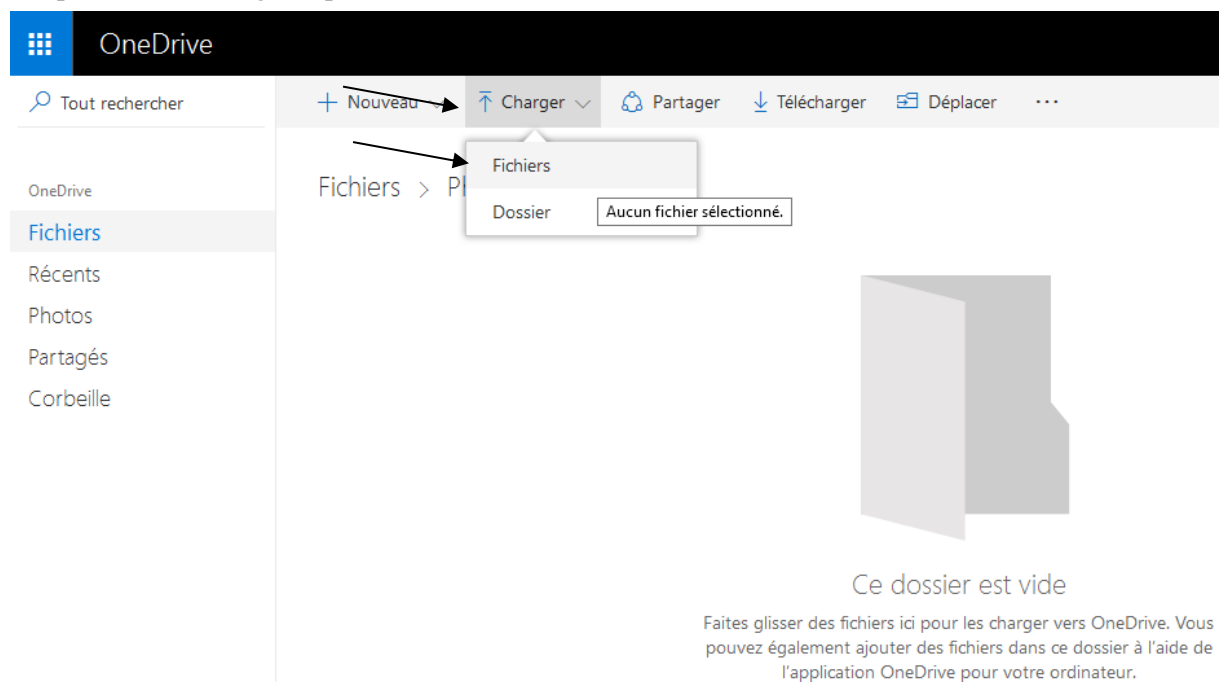 OneDrive
Tout rechercher
Nouveau
Charger
Partager
Télécharger
Déplacer
...
Fichiers
Dossier
Aucun fichier sélectionné.
Fichiers >
OneDrive
Fichiers
Récents
Photos
Partagés
Corbeille
Ce dossier est vide
Faites glisser des fichiers ici pour les charger vers OneDrive. Vous
pouvez également ajouter des fichiers dans ce dossier à l'aide de
l'application OneDrive pour votre ordinateur.